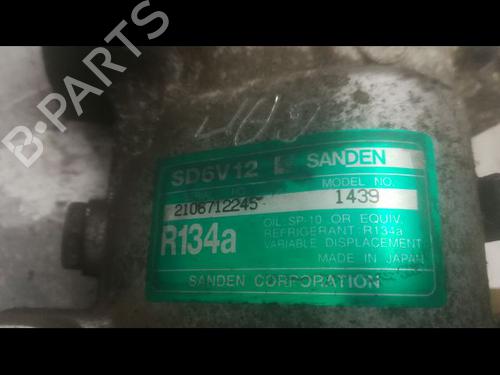 B-PARTS
SD6V12 SANDEN
NO. MODEL NO.
2106712245 1439
R134a
OIL:SP-10 OR EQUIV.
REFRIGERANT:R134a
VARIABLE DISPLACEMENT
MADE IN JAPAN
SANDEN CORPORATION